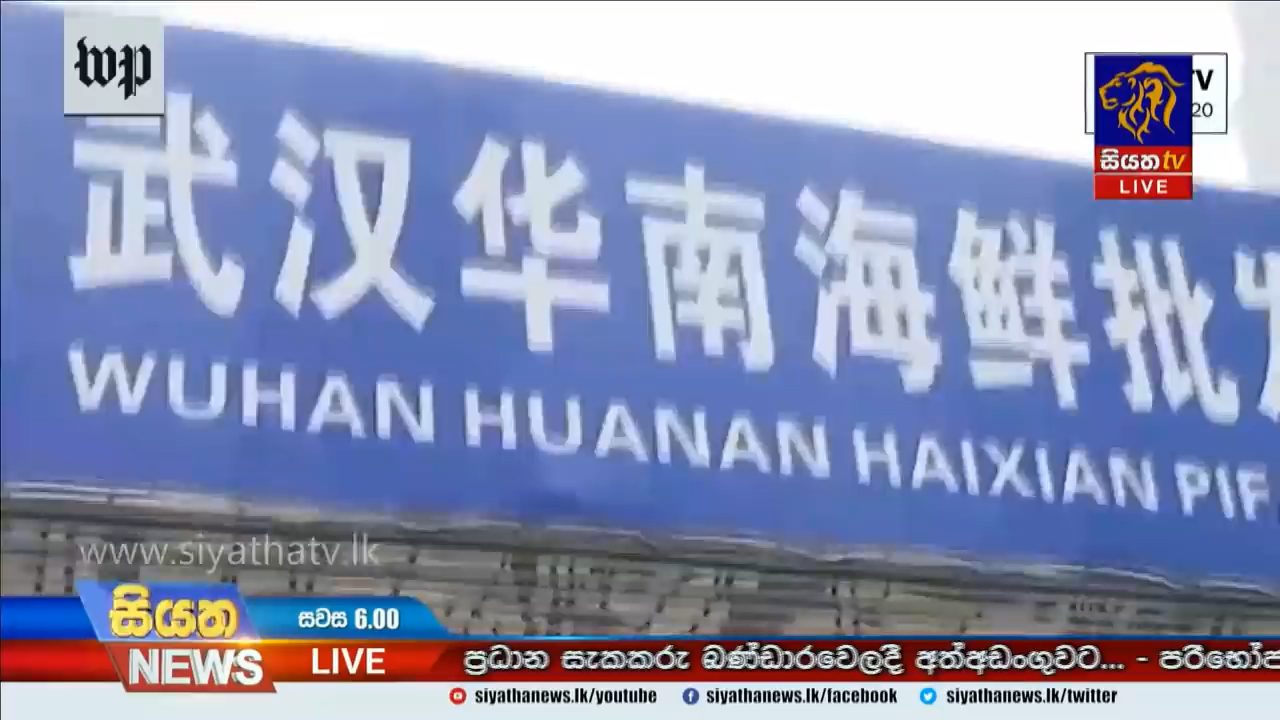 wp
V
20
සියත tv
LIVE
武汉华南海鲜批
WUHAN HUANAN HAIXIAN PIF
www.siyathatv.lk
සියත
NEWS
සවස 6.00
LIVE
ප්‍රධාන සැකකරු බණ්ඩාරවෙලදී අත්අඩංගුවට... - පරිභෝප
siyathanews.lk/youtube
siyathanews.lk/facebook
siyathanews.lk/twitter